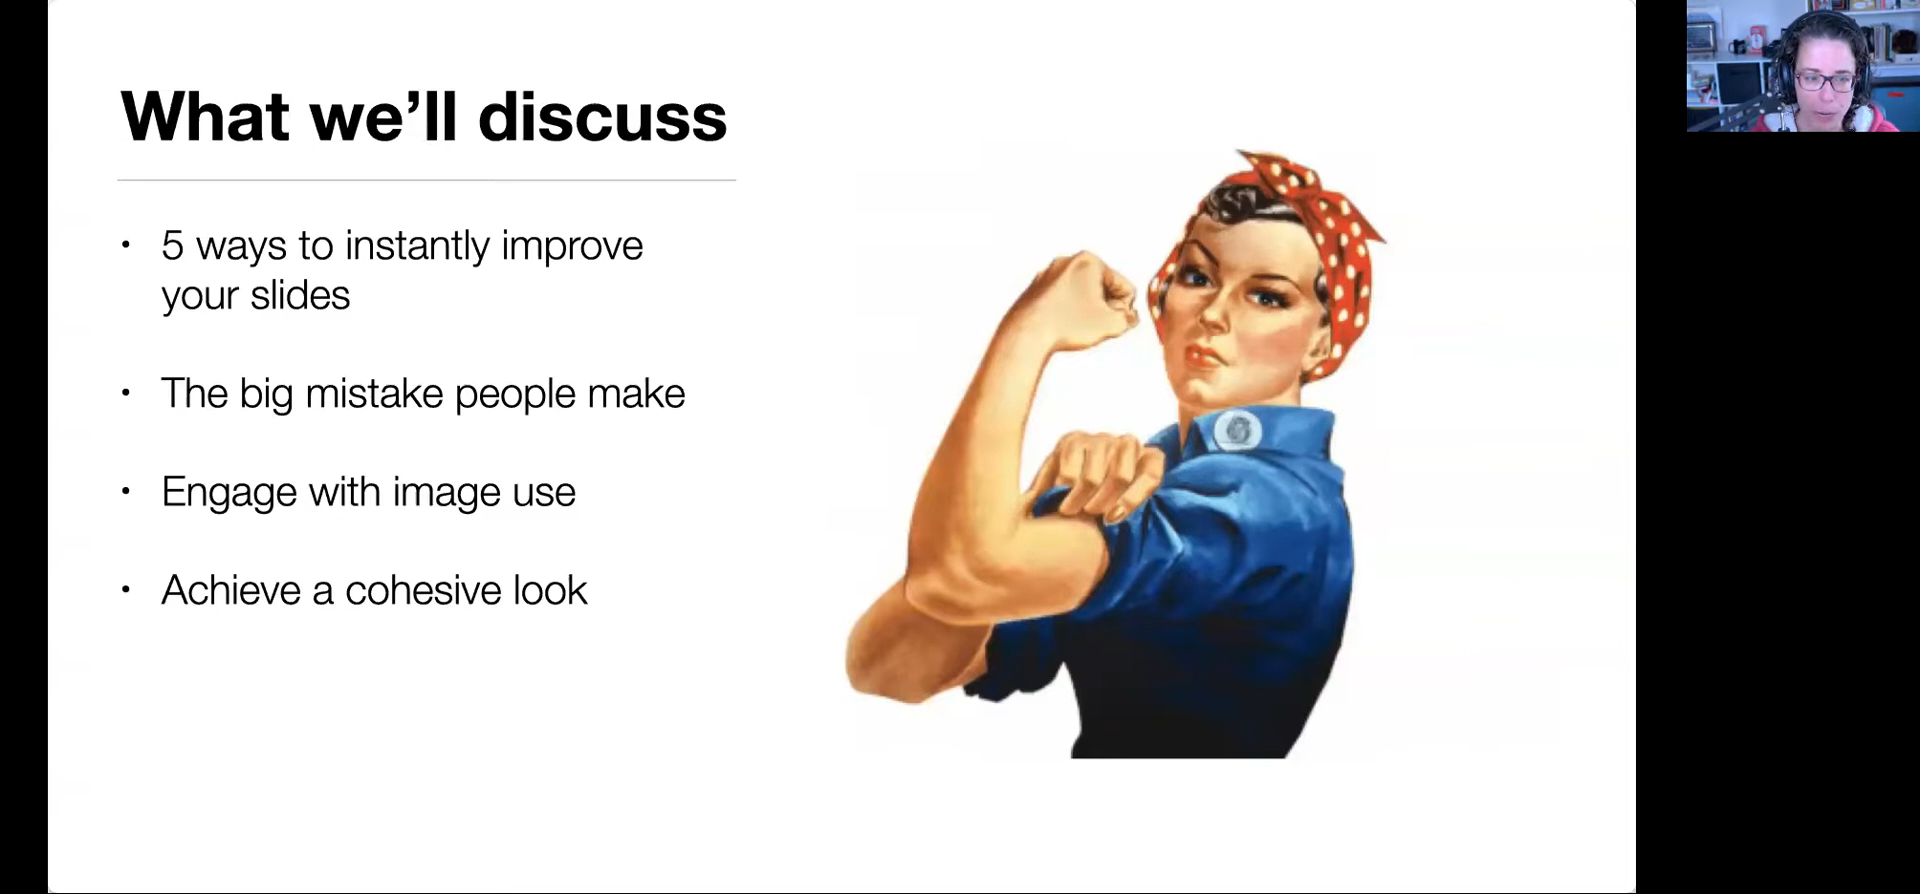 What we’ll discuss
• 5 ways to instantly improve
your slides
• The big mistake people make
• Engage with image use
• Achieve a cohesive look